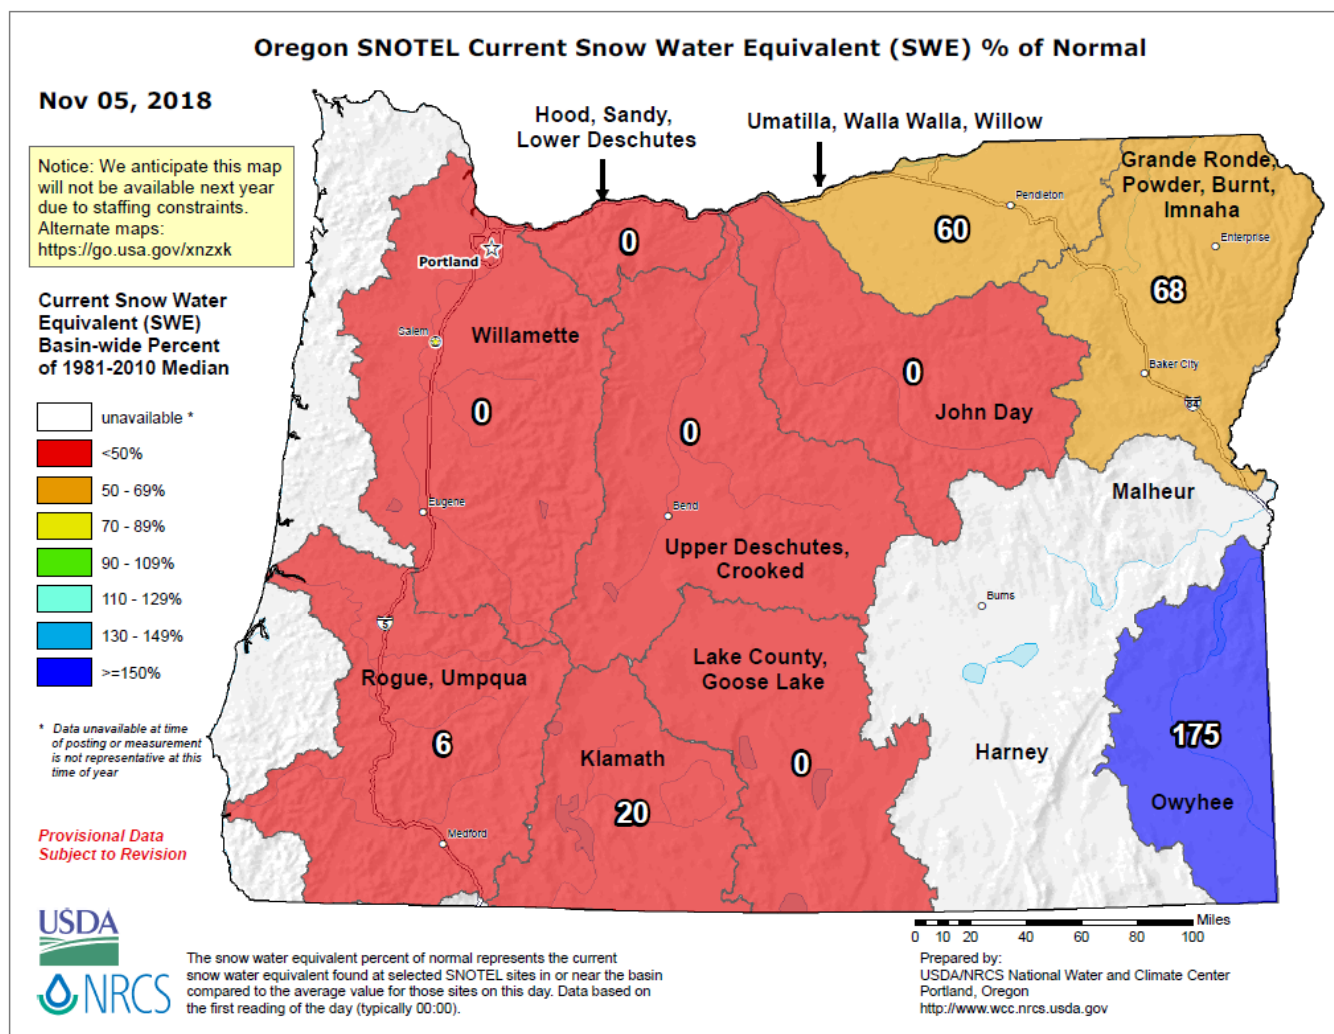 Oregon SNOTEL Current Snow Water Equivalent (SWE) % of Normal
Nov 05, 2018
Notice: We anticipate this map
will not be available next year
due to staffing constraints.
Alternate maps:
https://go.usa.gov/xnzxk
Current Snow Water
Equivalent (SWE)
Basin-wide Percent
of 1981-2010 Median
unavailable *
<50%
50 - 69%
70 - 89%
90 - 109%
110 - 129%
130 - 149%
>=150%
* Data unavailable at time
of posting or measurement
is not representative at this
time of year
Provisional Data
Subject to Revision
Hood, Sandy,
Lower Deschutes
Umatilla, Walla Walla, Willow
Grande Ronde,
Powder, Burnt,
Imnaha
Pendleton
Enterprise
0
60
68
Portland
Salem
Willamette
0
0
0
John Day
Baker City
84
Malheur
Eugene
Bend
Upper Deschutes,
Crooked
Burns
5
Lake County,
Goose Lake
Rogue, Umpqua
6
Klamath
20
0
Harney
175
Owyhee
Medford
USDA
NRCS
The snow water equivalent percent of normal represents the current
snow water equivalent found at selected SNOTEL sites in or near the basin
compared to the average value for those sites on this day. Data based on
the first reading of the day (typically 00:00).
Miles
0 10 20 40 60 80 100
Prepared by:
USDA/NRCS National Water and Climate Center
Portland, Oregon
http://www.wcc.nrcs.usda.gov